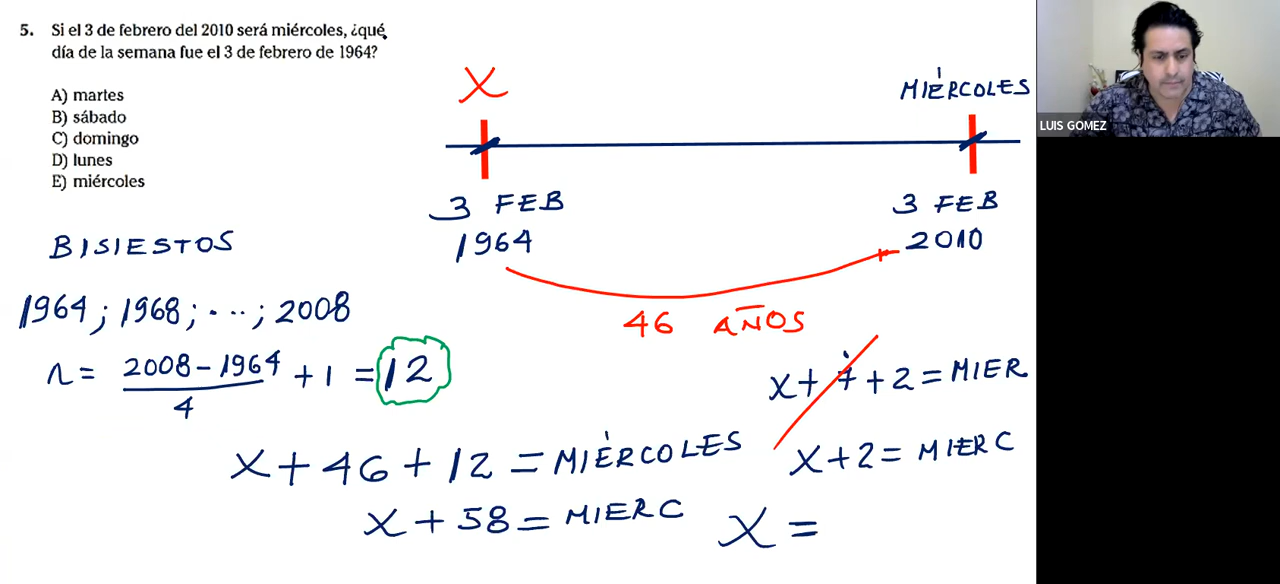 5. Si el 3 de febrero del 2010 será miércoles, ¿qué
día de la semana fue el 3 de febrero de 1964?
A) martes
B) sábado
C) domingo
D) lunes
E) miércoles
X
MIÉRCOLES
3 FEB
1964
3 FEB
2010
46 AÑOS
BISIESTOS
1964; 1968; ...; 2008
n = (2008 - 1964)/4 + 1 = 12
x + 46 + 12 = MIÉRCOLES
x + 58 = MIERC
x + 7̇ + 2 = MIER
x + 2 = MIERC
X =
LUIS GOMEZ